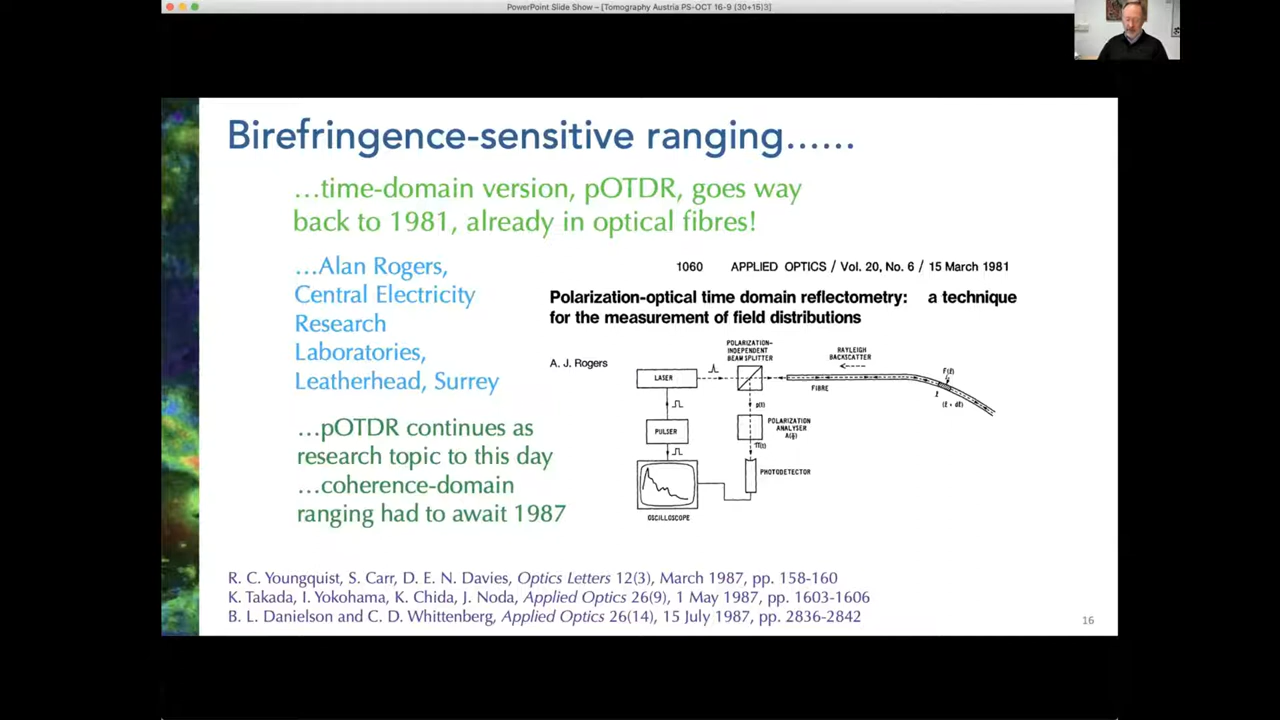 PowerPoint Slide Show – [Tomography Austria PS-OCT 16-9 (30+15)3]
Birefringence-sensitive ranging……
…time-domain version, pOTDR, goes way
back to 1981, already in optical fibres!
…Alan Rogers,
Central Electricity
Research
Laboratories,
Leatherhead, Surrey
…pOTDR continues as
research topic to this day
…coherence-domain
ranging had to await 1987
1060 APPLIED OPTICS / Vol. 20, No. 6 / 15 March 1981
Polarization-optical time domain reflectometry: a technique
for the measurement of field distributions
A. J. Rogers
POLARIZATION-
INDEPENDENT
BEAM SPLITTER
RAYLEIGH
BACKSCATTER
LASER
FIBRE
F(ℓ)
ℓ
(ℓ + dℓ)
p(t)
PULSER
POLARIZATION
ANALYSER
Π(t)
PHOTODETECTOR
OSCILLOSCOPE
R. C. Youngquist, S. Carr, D. E. N. Davies, Optics Letters 12(3), March 1987, pp. 158-160
K. Takada, I. Yokohama, K. Chida, J. Noda, Applied Optics 26(9), 1 May 1987, pp. 1603-1606
B. L. Danielson and C. D. Whittenberg, Applied Optics 26(14), 15 July 1987, pp. 2836-2842
16